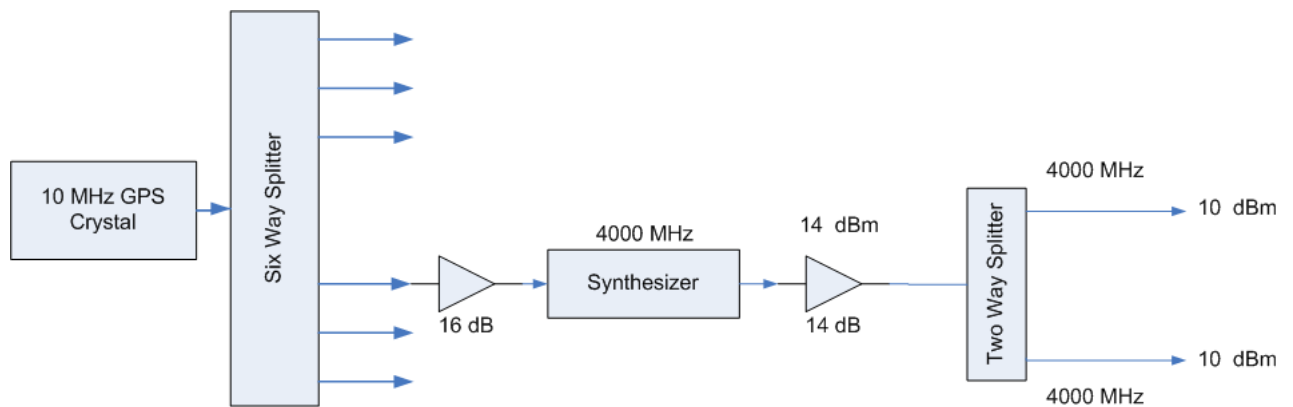 10 MHz GPS
Crystal
Six Way Splitter
16 dB
4000 MHz
Synthesizer
14 dBm
14 dB
Two Way Splitter
4000 MHz
10 dBm
10 dBm
4000 MHz